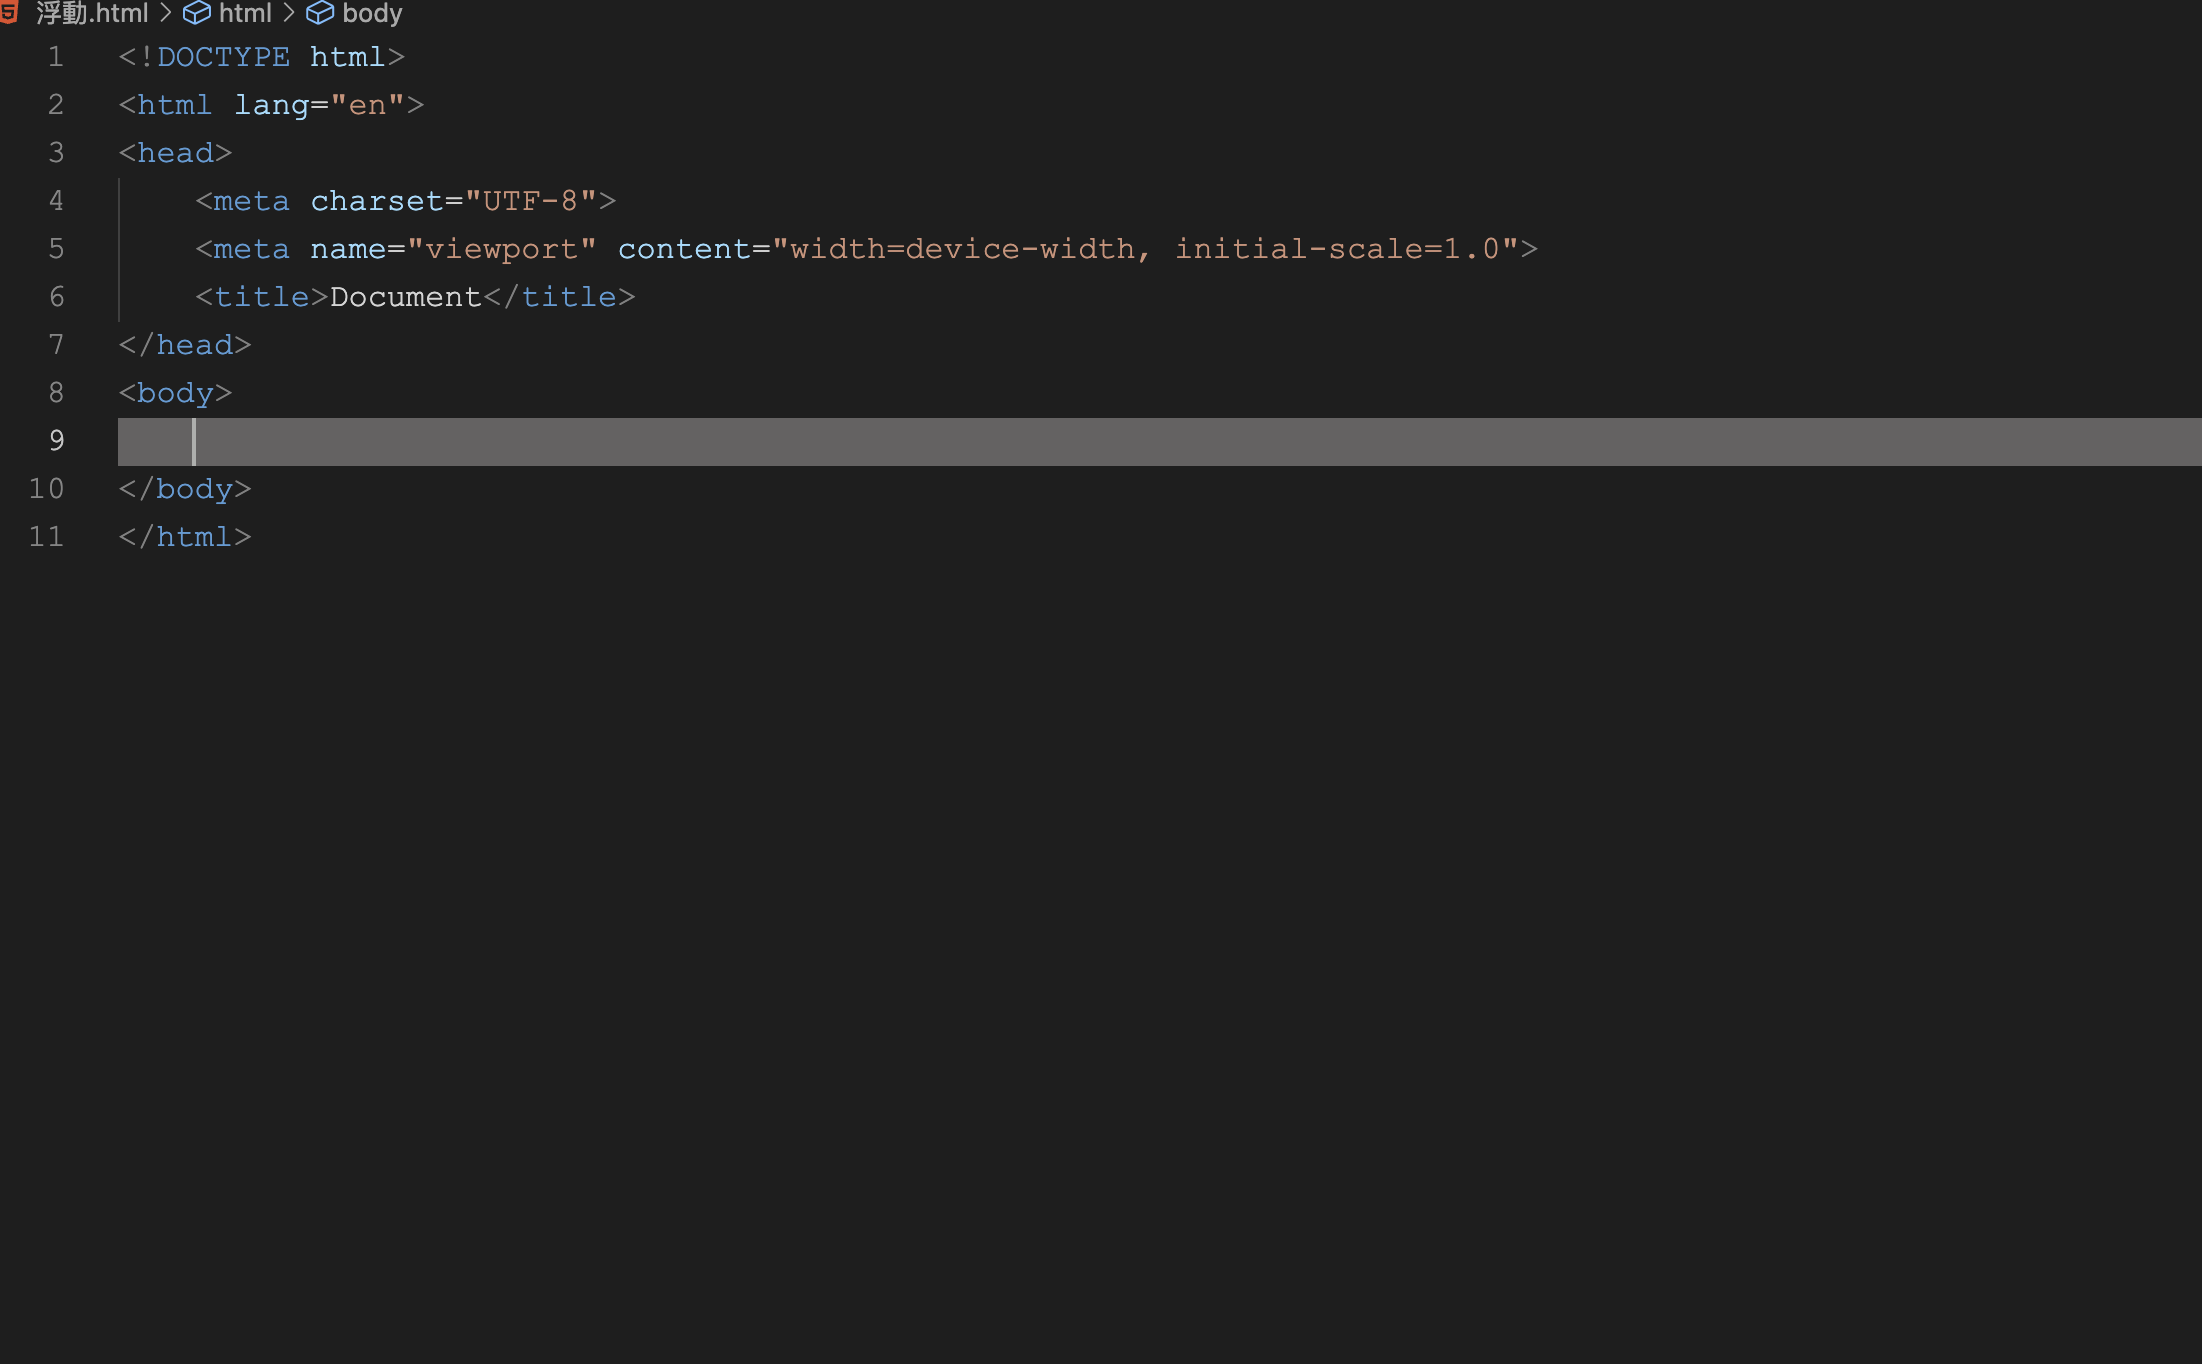 浮動.html > html > body
1 <!DOCTYPE html>
2 <html lang="en">
3 <head>
4     <meta charset="UTF-8">
5     <meta name="viewport" content="width=device-width, initial-scale=1.0">
6     <title>Document</title>
7 </head>
8 <body>
9
10 </body>
11 </html>